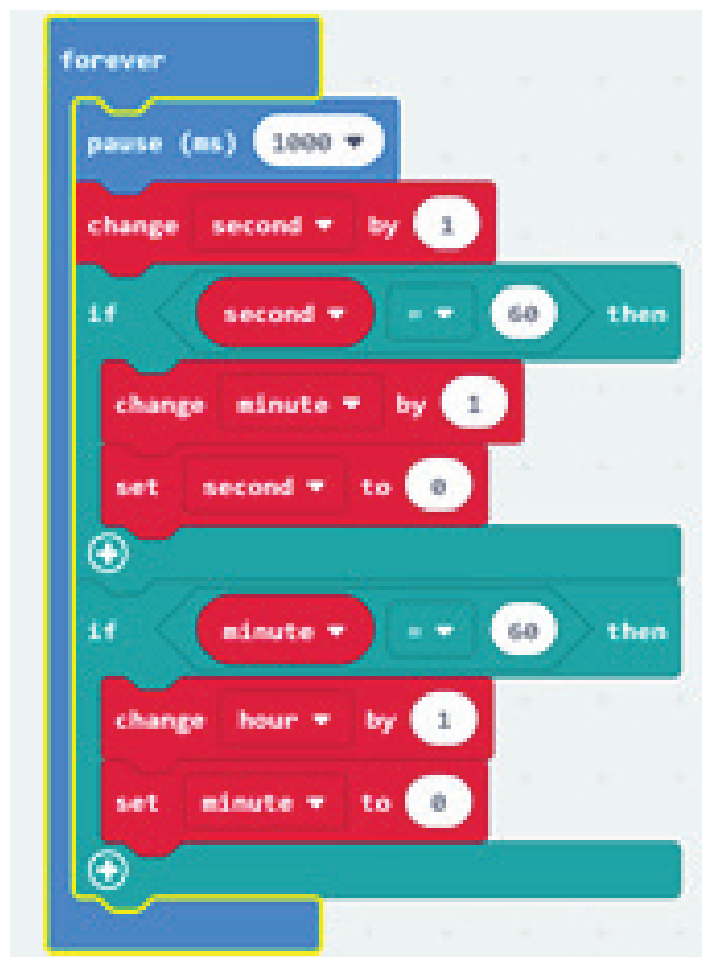 forever
pause (ms) 1000
change second by 1
if second = 60 then
change minute by 1
set second to 0
if minute = 60 then
change hour by 1
set minute to 0